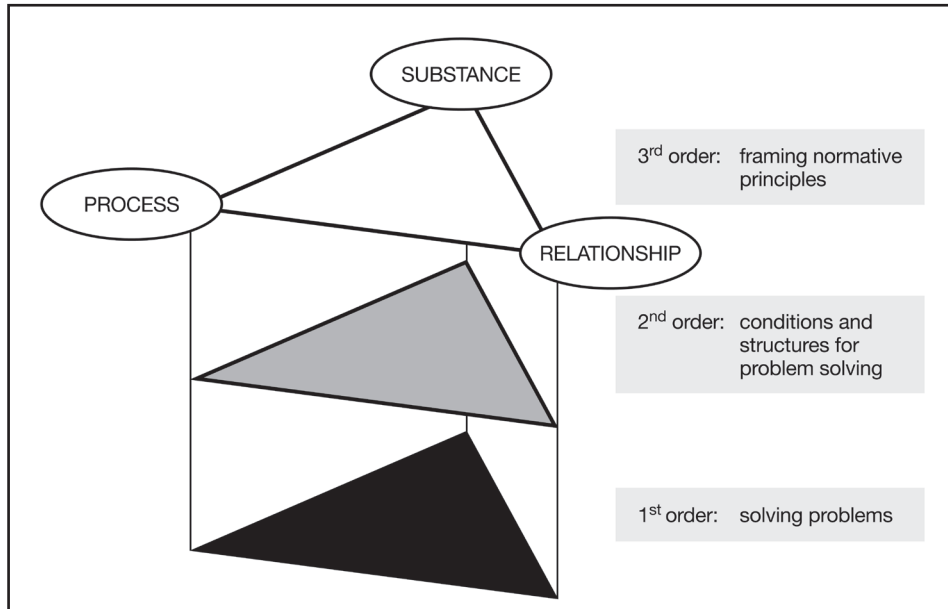 SUBSTANCE
3rd order: framing normative
principles
PROCESS
RELATIONSHIP
2nd order: conditions and
structures for
problem solving
1st order: solving problems